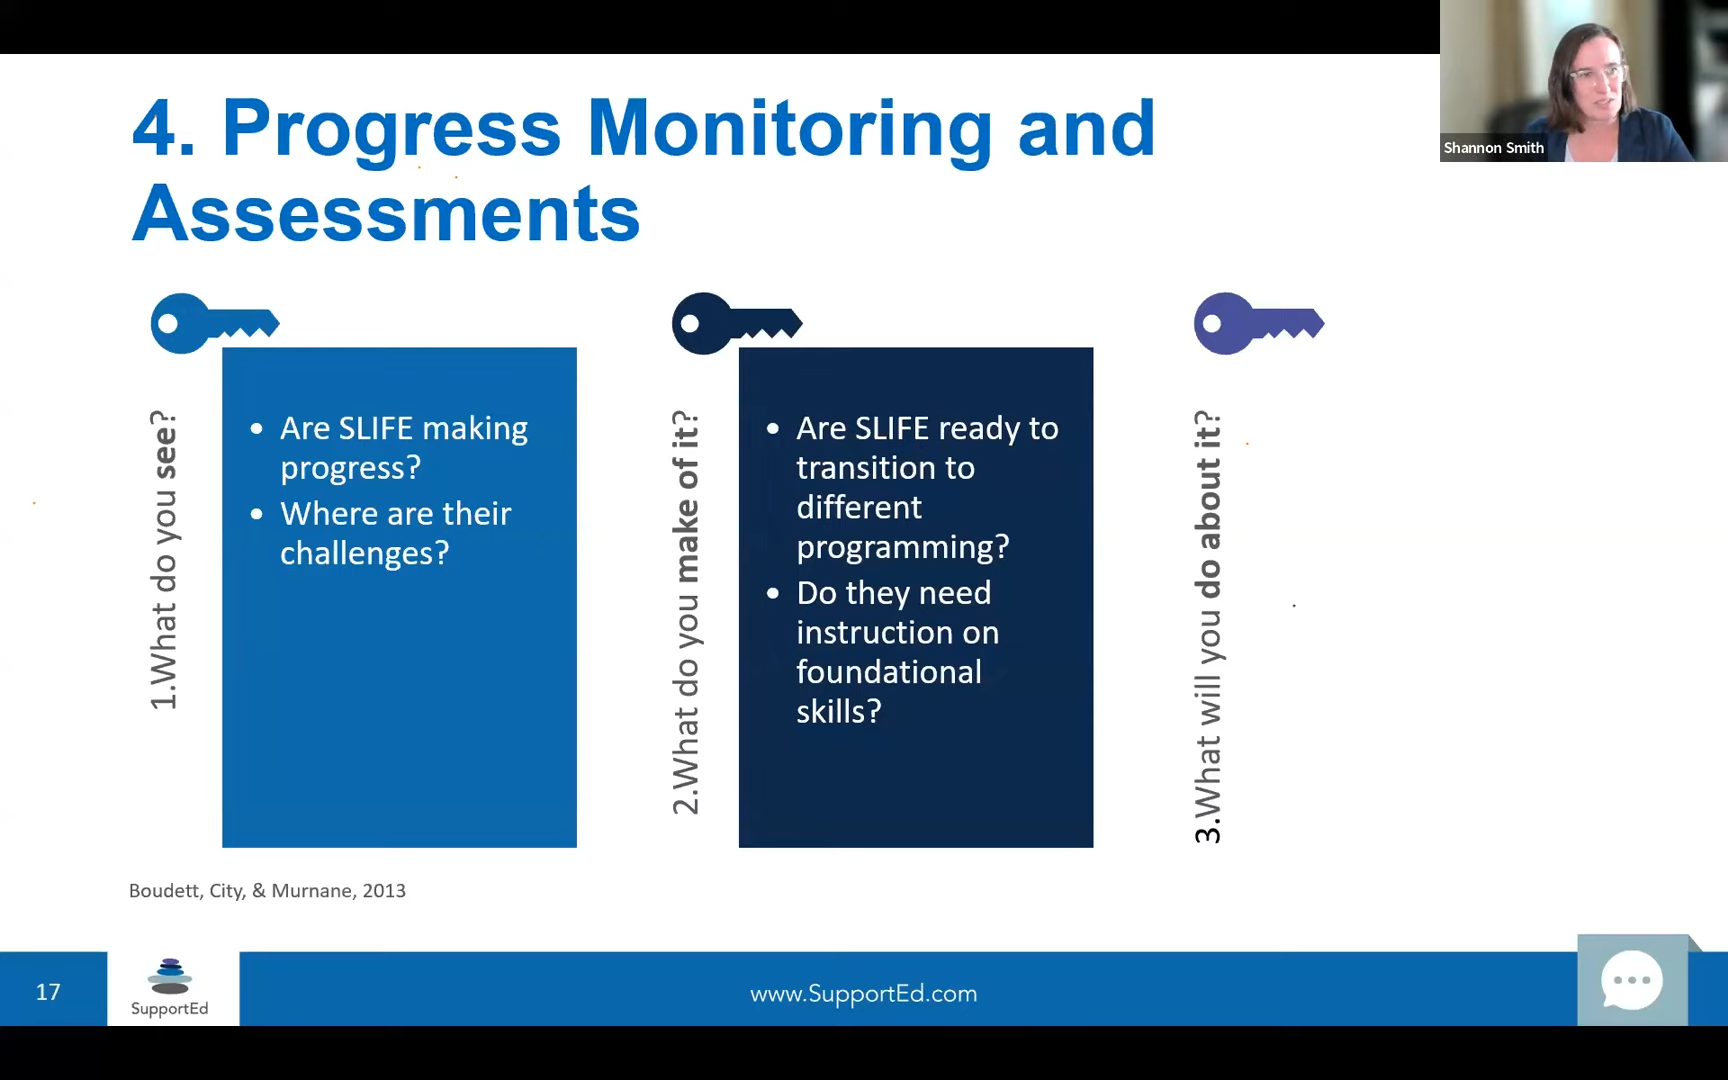 4. Progress Monitoring and
Assessments
Shannon Smith
1.What do you see?
• Are SLIFE making
progress?
• Where are their
challenges?
2.What do you make of it?
• Are SLIFE ready to
transition to
different
programming?
• Do they need
instruction on
foundational
skills?
3.What will you do about it?
Boudett, City, & Murnane, 2013
17
SupportEd
www.SupportEd.com